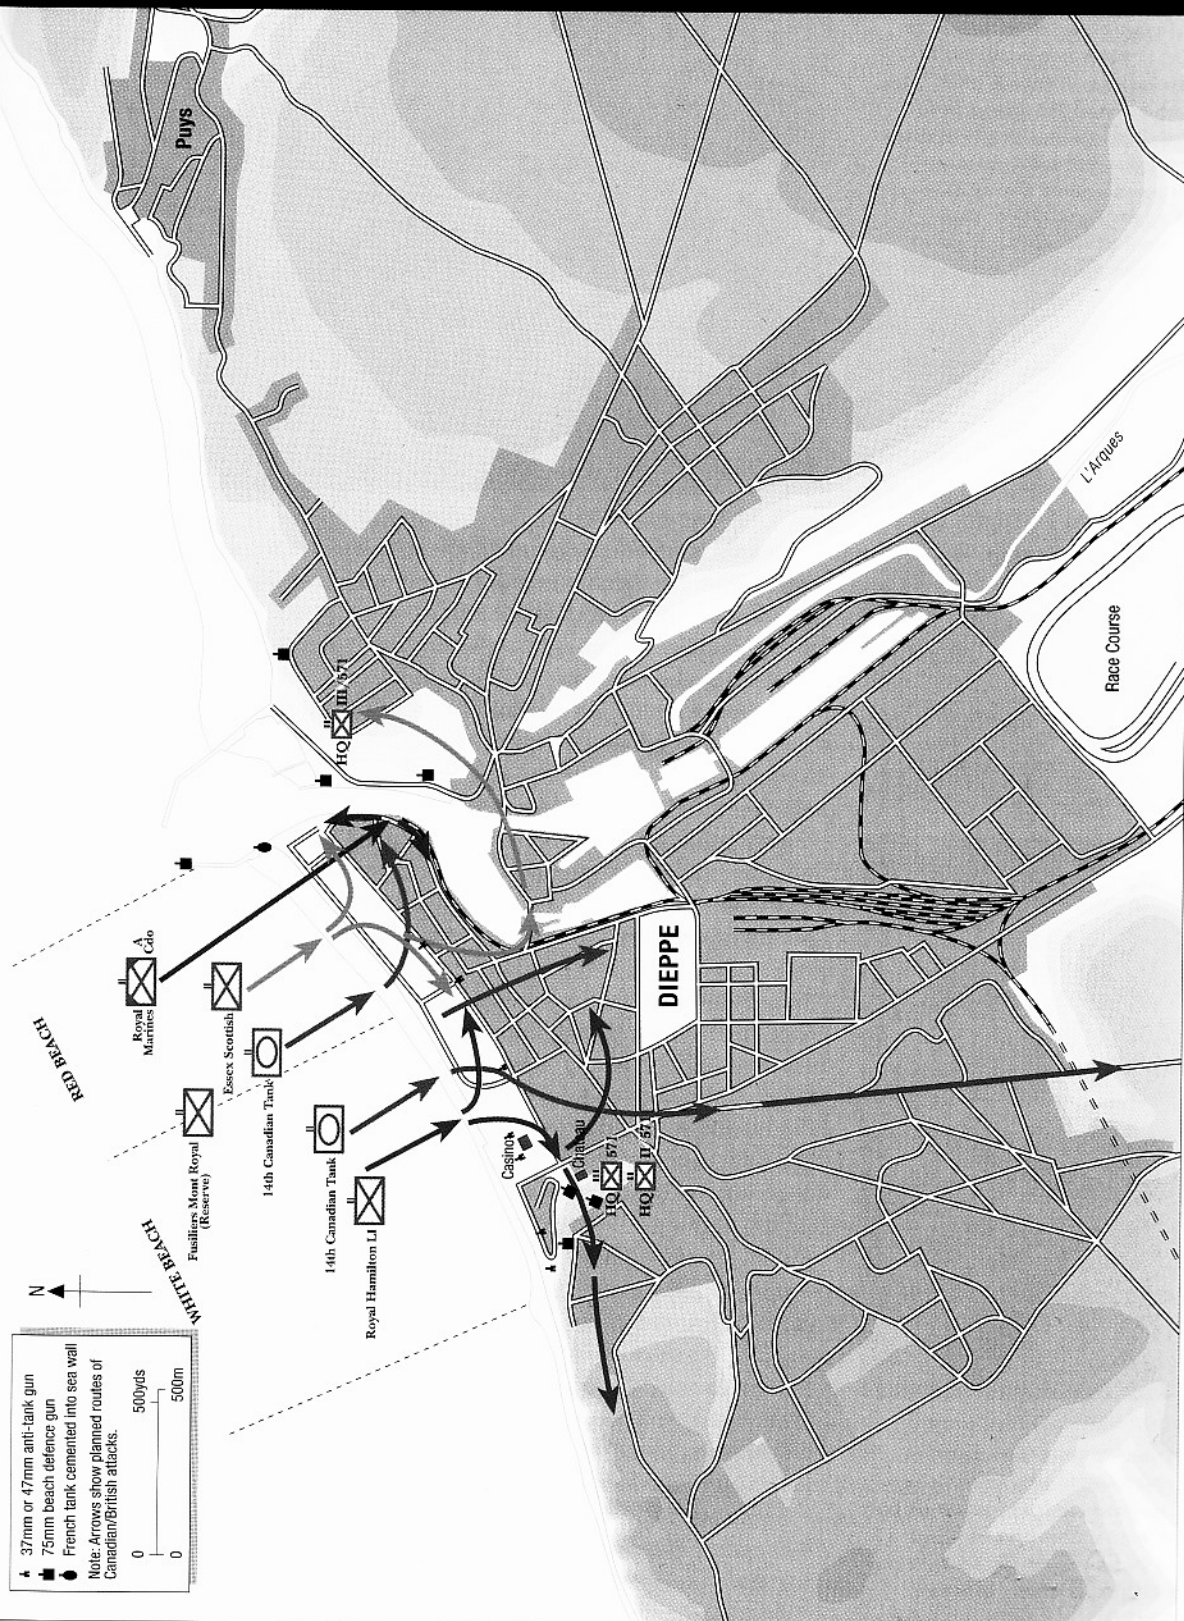 37mm or 47mm anti-tank gun
75mm beach defence gun
French tank cemented into sea wall
Note: Arrows show planned routes of
Canadian/British attacks.
0 500yds
0 500m
N
WHITE BEACH
RED BEACH
Royal Hamilton LI
14th Canadian Tank
Fusiliers Mont Royal
(Reserve)
14th Canadian Tank
Essex Scottish
Royal
Marines
A
Cdo
Casino
Chateau
HQ 571
HQ II/571
HQ III/571
DIEPPE
Puys
L'Arques
Race Course